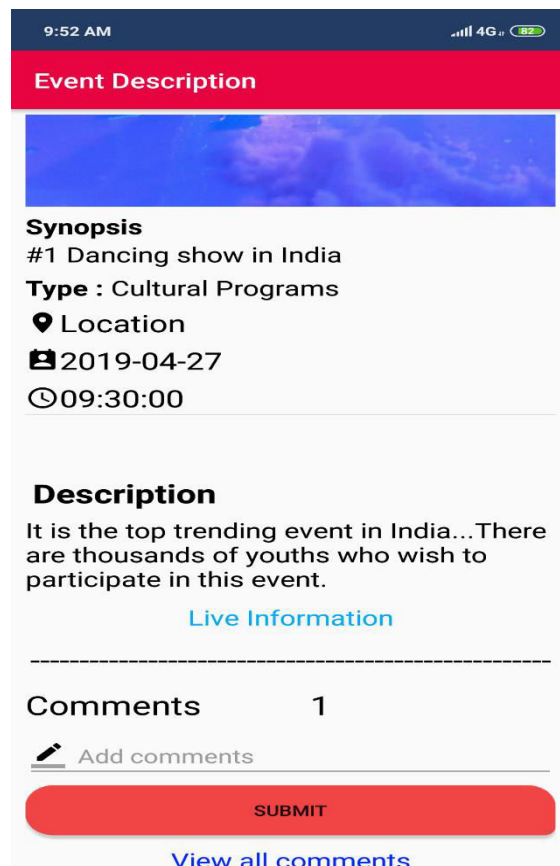 9:52 AM
4G 82
Event Description
Synopsis
#1 Dancing show in India
Type : Cultural Programs
Location
2019-04-27
09:30:00
Description
It is the top trending event in India...There
are thousands of youths who wish to
participate in this event.
Live Information
----------------------------------------------------
Comments 1
Add comments
SUBMIT
View all comments